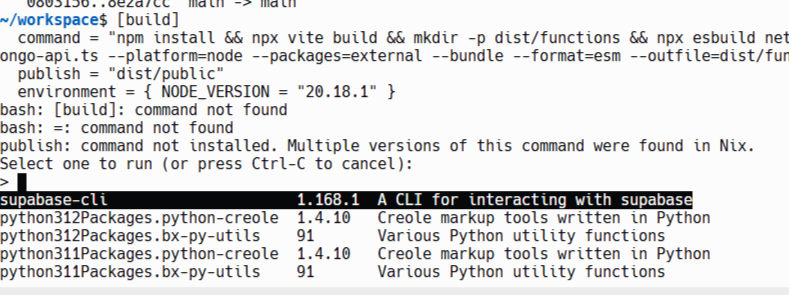 0803156..8e2a7cc  main -> main
~/workspace$ [build]
  command = "npm install && npx vite build && mkdir -p dist/functions && npx esbuild net
ongo-api.ts --platform=node --packages=external --bundle --format=esm --outfile=dist/fun
  publish = "dist/public"
  environment = { NODE_VERSION = "20.18.1" }
bash: [build]: command not found
bash: =: command not found
publish: command not installed. Multiple versions of this command were found in Nix.
Select one to run (or press Ctrl-C to cancel):
>
supabase-cli                     1.168.1  A CLI for interacting with supabase
python312Packages.python-creole  1.4.10   Creole markup tools written in Python
python312Packages.bx-py-utils    91       Various Python utility functions
python311Packages.python-creole  1.4.10   Creole markup tools written in Python
python311Packages.bx-py-utils    91       Various Python utility functions